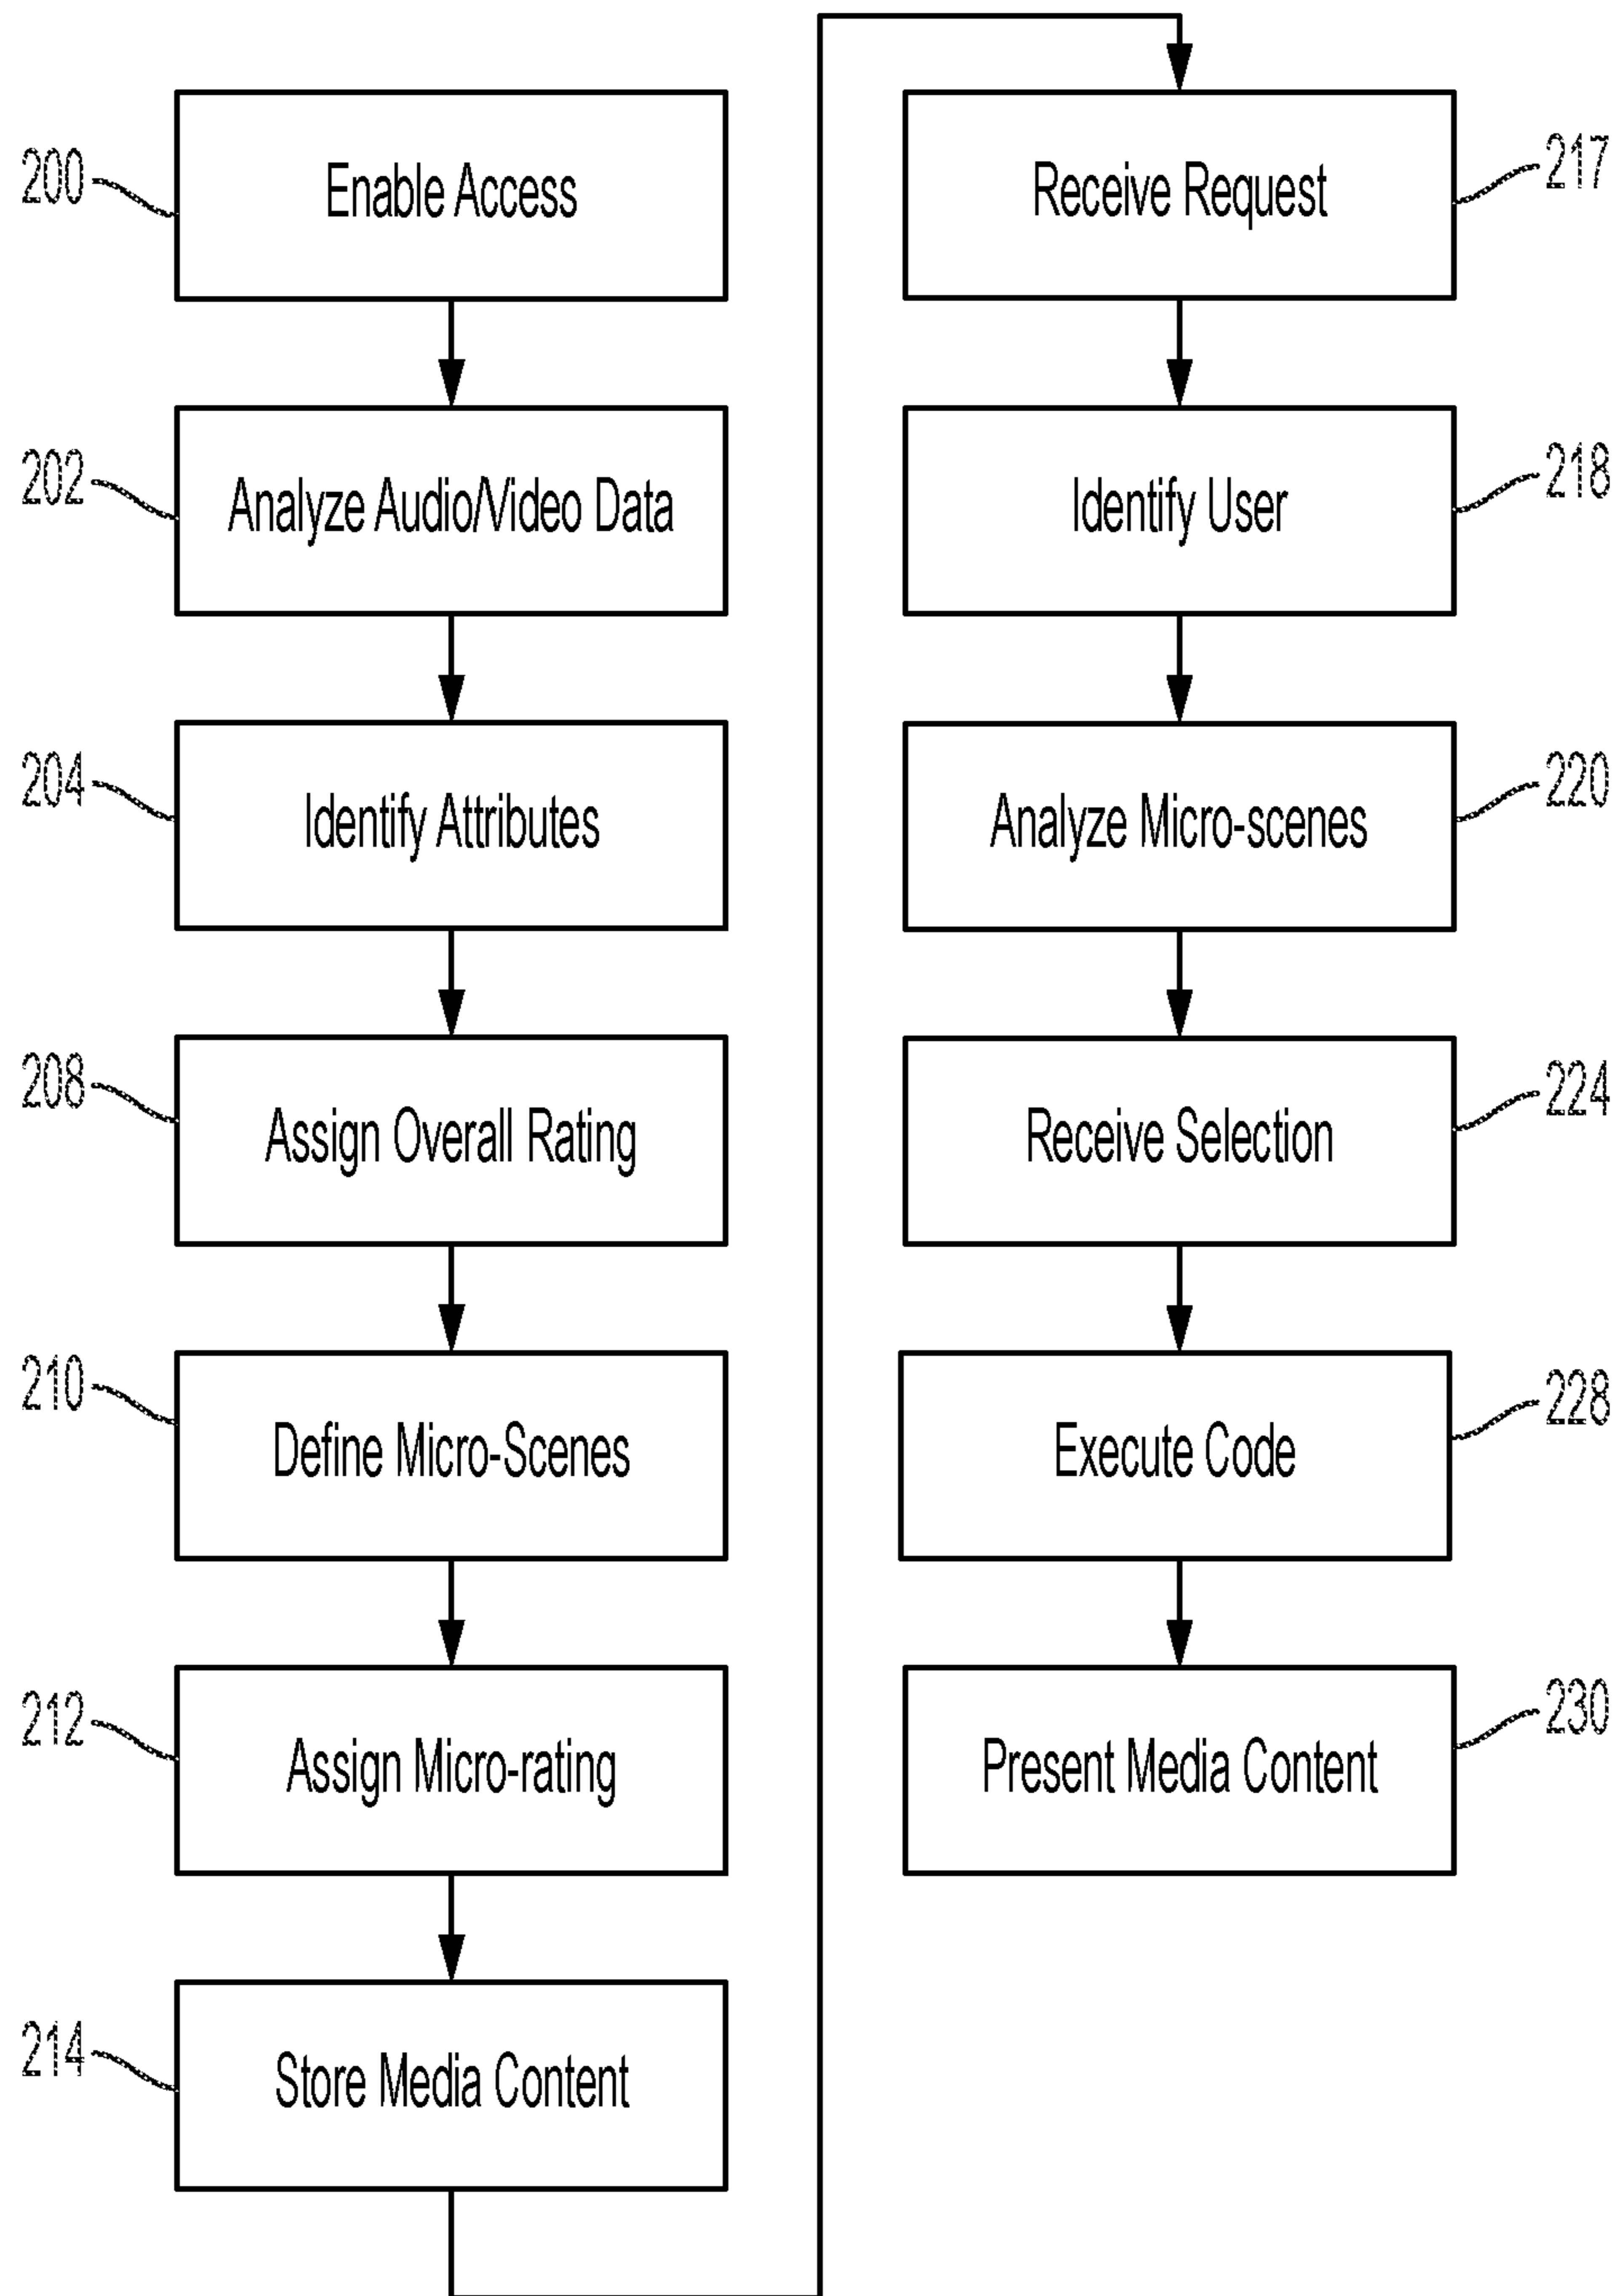 200
Enable Access
202
Analyze Audio/Video Data
204
Identify Attributes
208
Assign Overall Rating
210
Define Micro-Scenes
212
Assign Micro-rating
214
Store Media Content
Receive Request
217
Identify User
218
Analyze Micro-scenes
220
Receive Selection
224
Execute Code
228
Present Media Content
230